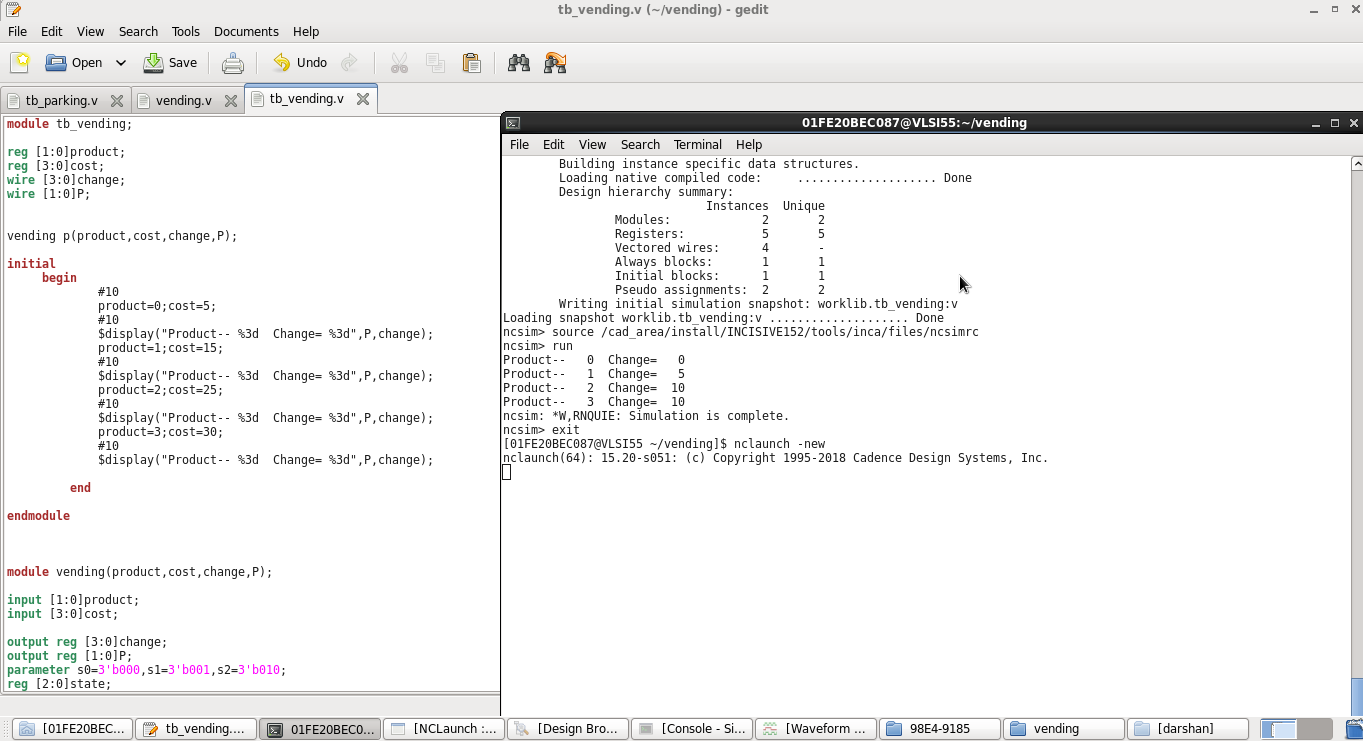 tb_vending.v (~/vending) - gedit
File Edit View Search Tools Documents Help
Open Save Undo
tb_parking.v vending.v tb_vending.v
module tb_vending;
reg [1:0]product;
reg [3:0]cost;
wire [3:0]change;
wire [1:0]P;
vending p(product,cost,change,P);
initial
begin
#10
product=0;cost=5;
#10
$display("Product-- %3d  Change= %3d",P,change);
product=1;cost=15;
#10
$display("Product-- %3d  Change= %3d",P,change);
product=2;cost=25;
#10
$display("Product-- %3d  Change= %3d",P,change);
product=3;cost=30;
#10
$display("Product-- %3d  Change= %3d",P,change);
end
endmodule
module vending(product,cost,change,P);
input [1:0]product;
input [3:0]cost;
output reg [3:0]change;
output reg [1:0]P;
parameter s0=3'b000,s1=3'b001,s2=3'b010;
reg [2:0]state;
01FE20BEC087@VLSI55:~/vending
File Edit View Search Terminal Help
Building instance specific data structures.
Loading native compiled code:     .................... Done
Design hierarchy summary:
Instances  Unique
Modules:             2       2
Registers:           5       5
Vectored wires:      4       -
Always blocks:       1       1
Initial blocks:      1       1
Pseudo assignments:  2       2
Writing initial simulation snapshot: worklib.tb_vending:v
Loading snapshot worklib.tb_vending:v .................... Done
ncsim> source /cad_area/install/INCISIVE152/tools/inca/files/ncsimrc
ncsim> run
Product--   0  Change=   0
Product--   1  Change=   5
Product--   2  Change=  10
Product--   3  Change=  10
ncsim: *W,RNQUIE: Simulation is complete.
ncsim> exit
[01FE20BEC087@VLSI55 ~/vending]$ nclaunch -new
nclaunch(64): 15.20-s051: (c) Copyright 1995-2018 Cadence Design Systems, Inc.
[01FE20BEC... tb_vending.... 01FE20BEC0... [NCLaunch :... [Design Bro... [Console - Si... [Waveform ... 98E4-9185 vending [darshan]